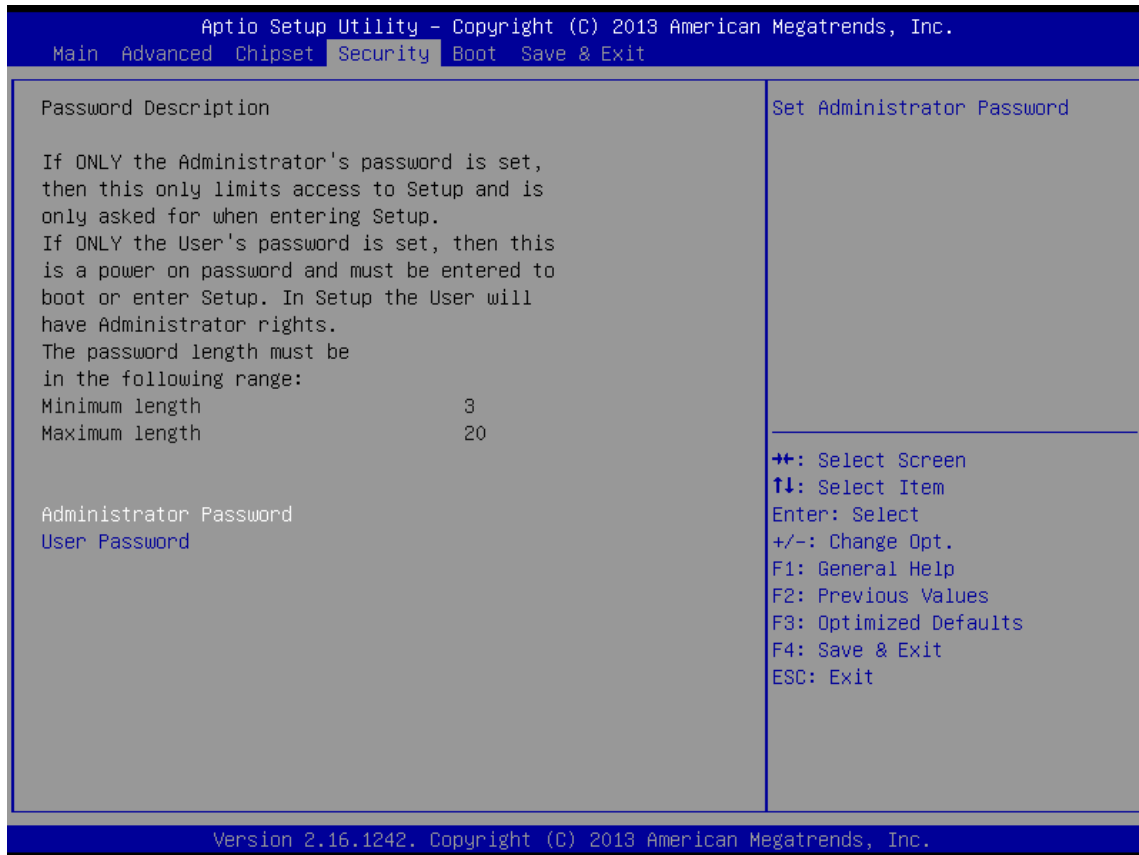 Aptio Setup Utility – Copyright (C) 2013 American Megatrends, Inc.
Main Advanced Chipset Security Boot Save & Exit
Password Description
If ONLY the Administrator's password is set,
then this only limits access to Setup and is
only asked for when entering Setup.
If ONLY the User's password is set, then this
is a power on password and must be entered to
boot or enter Setup. In Setup the User will
have Administrator rights.
The password length must be
in the following range:
Minimum length 3
Maximum length 20
Administrator Password
User Password
Set Administrator Password
→←: Select Screen
↑↓: Select Item
Enter: Select
+/-: Change Opt.
F1: General Help
F2: Previous Values
F3: Optimized Defaults
F4: Save & Exit
ESC: Exit
Version 2.16.1242. Copyright (C) 2013 American Megatrends, Inc.